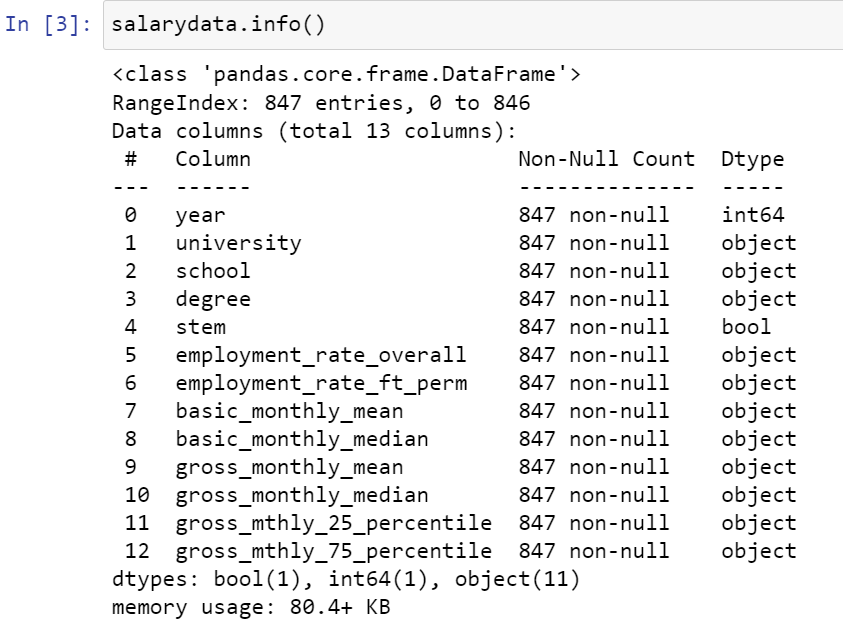 In [3]: salarydata.info()
<class 'pandas.core.frame.DataFrame'>
RangeIndex: 847 entries, 0 to 846
Data columns (total 13 columns):
 #   Column                     Non-Null Count  Dtype
---  ------                     --------------  -----
 0   year                       847 non-null    int64
 1   university                 847 non-null    object
 2   school                     847 non-null    object
 3   degree                     847 non-null    object
 4   stem                       847 non-null    bool
 5   employment_rate_overall    847 non-null    object
 6   employment_rate_ft_perm    847 non-null    object
 7   basic_monthly_mean         847 non-null    object
 8   basic_monthly_median       847 non-null    object
 9   gross_monthly_mean         847 non-null    object
 10  gross_monthly_median       847 non-null    object
 11  gross_mthly_25_percentile  847 non-null    object
 12  gross_mthly_75_percentile  847 non-null    object
dtypes: bool(1), int64(1), object(11)
memory usage: 80.4+ KB